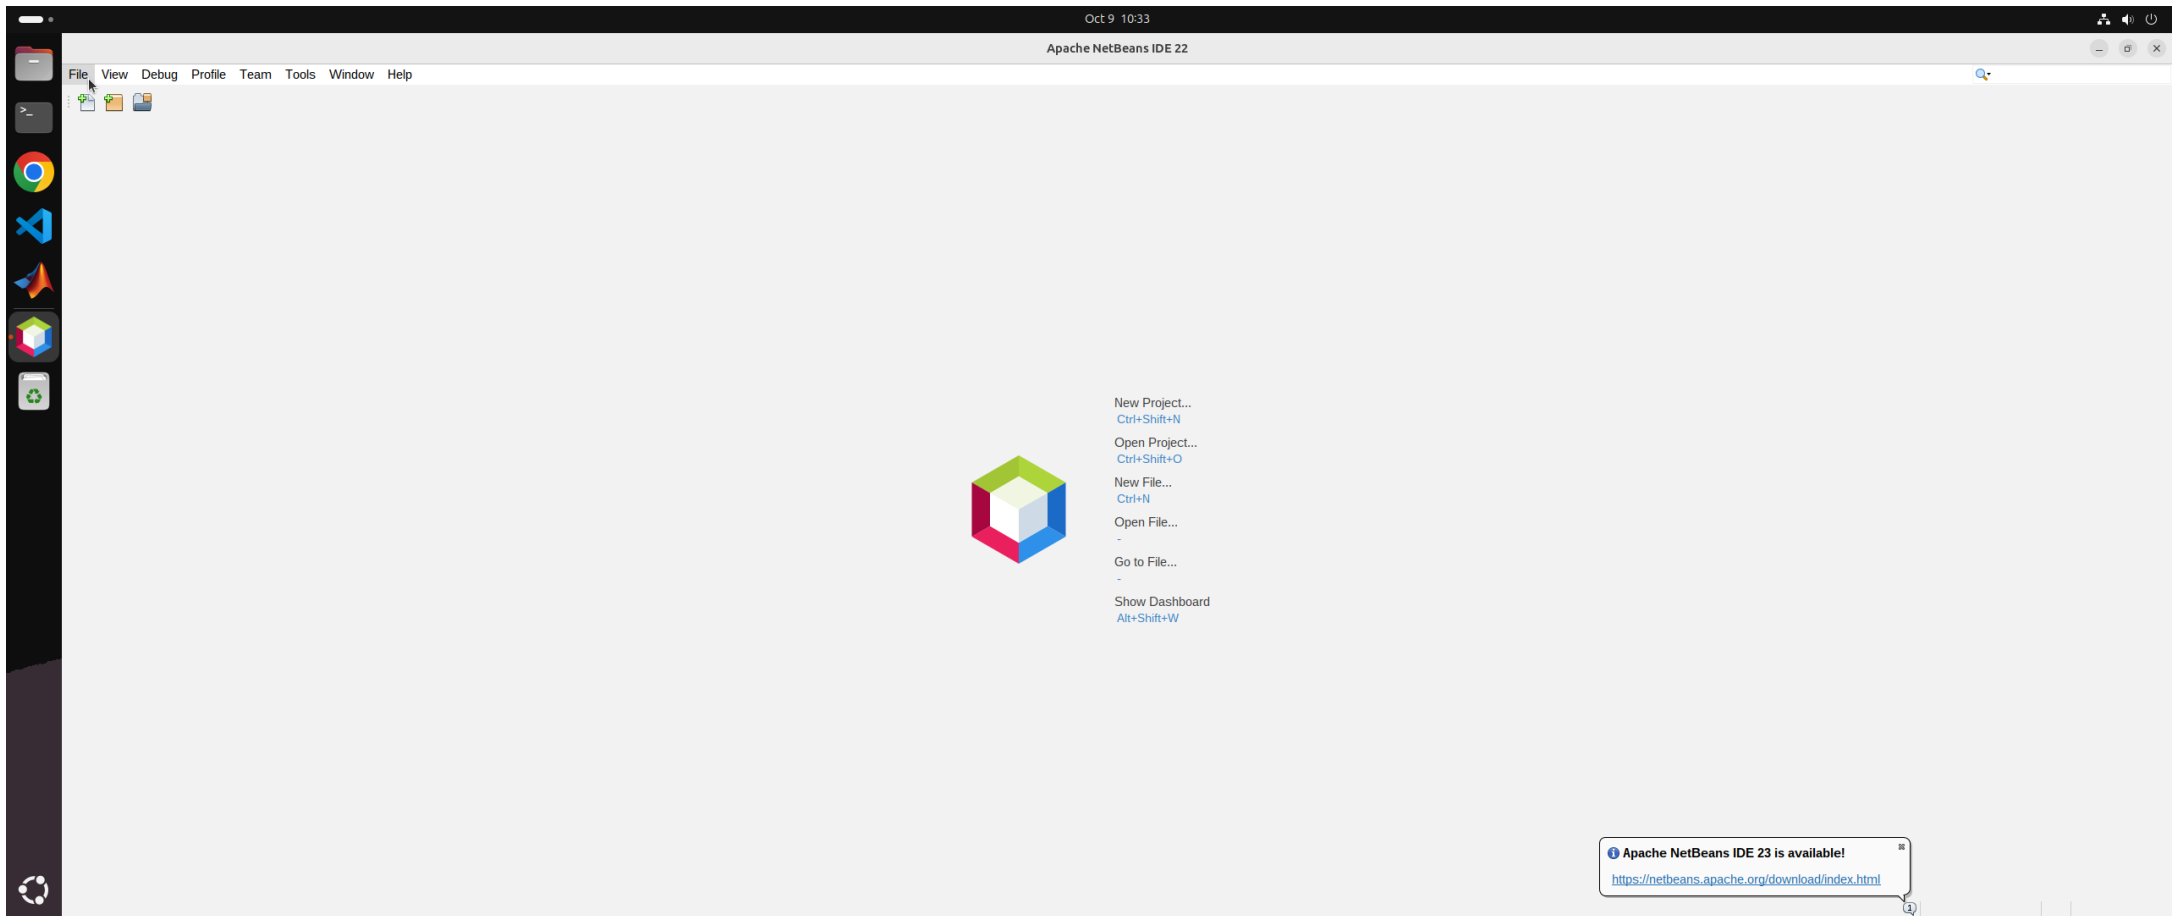 Oct 9 10:33
Apache NetBeans IDE 22
File View Debug Profile Team Tools Window Help
>_
New Project...
Ctrl+Shift+N
Open Project...
Ctrl+Shift+O
New File...
Ctrl+N
Open File...
-
Go to File...
-
Show Dashboard
Alt+Shift+W
Apache NetBeans IDE 23 is available!
https://netbeans.apache.org/download/index.html
1